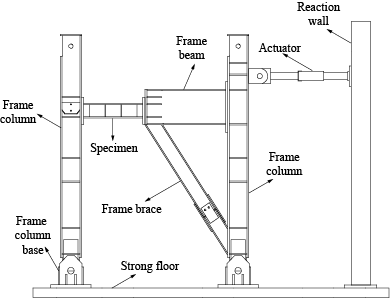 Reaction
wall
Frame
beam
Actuator
Frame
column
Specimen
Frame
column
Frame brace
Frame
column
base
Strong floor